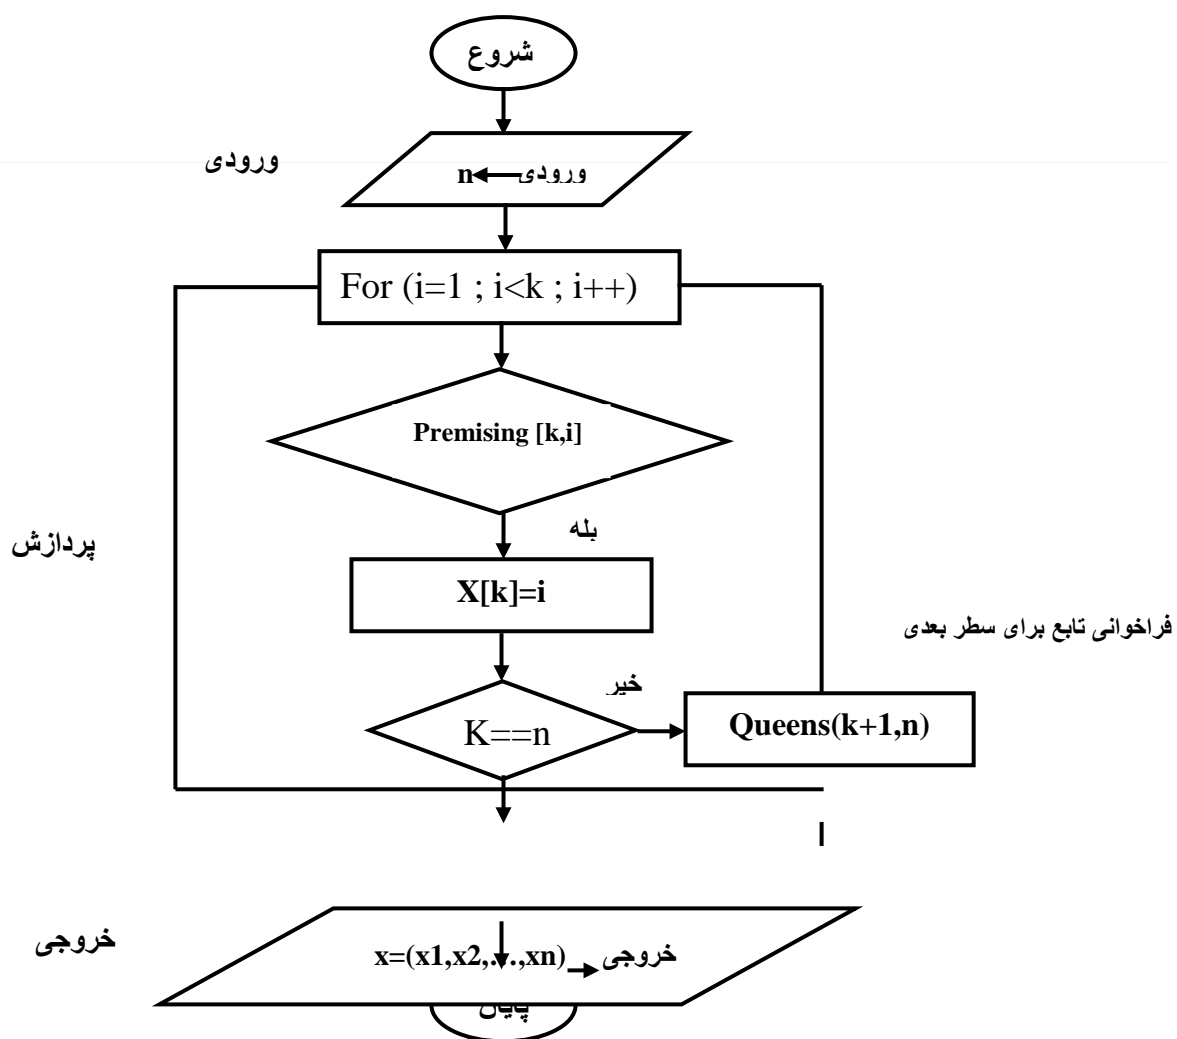 شروع
ورودی
ورودی n
For (i=1 ; i<k ; i++)
Premising [k,i]
بله
پردازش
X[k]=i
فراخوانی تابع برای سطر بعدی
خیر
K==n
Queens(k+1,n)
خروجی
x=(x1,x2,...,xn) خروجی
پایان